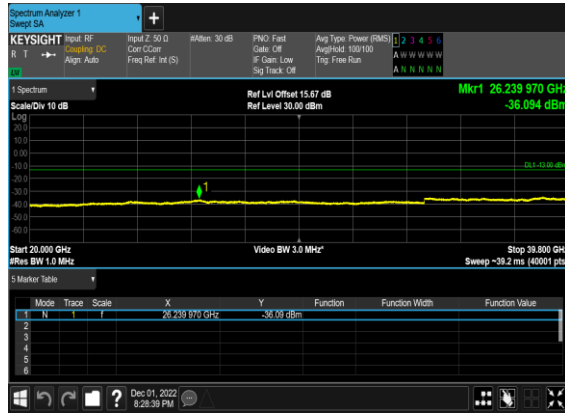 Spectrum Analyzer 1
Swept SA
+
KEYSIGHT Input: RF Input Z: 50 Ω #Atten: 30 dB PNO: Fast Avg Type: Power (RMS) 1 2 3 4 5 6
R T Coupling: DC Corr CCorr Gate: Off Avg|Hold: 100/100 A W W W W W
Align: Auto Freq Ref: Int (S) IF Gain: Low Trig: Free Run A N N N N N
Sig Track: Off
1 Spectrum Ref Lvl Offset 15.67 dB Mkr1 26.239 970 GHz
Scale/Div 10 dB Ref Level 30.00 dBm -36.094 dBm
Log
20.0
10.0
0.00
-10.0
DL1 -13.00 dBm
-20.0
-30.0
1
-40.0
-50.0
-60.0
Start 20.000 GHz Video BW 3.0 MHz* Stop 39.800 GHz
#Res BW 1.0 MHz Sweep ~39.2 ms (40001 pts)
5 Marker Table
Mode Trace Scale X Y Function Function Width Function Value
1 N 1 f 26.239 970 GHz -36.09 dBm
2
3
4
5
6
? Dec 01, 2022
8:28:39 PM